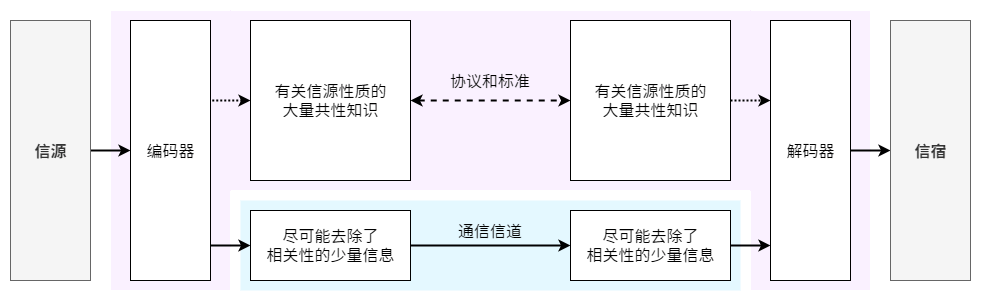 信源
编码器
有关信源性质的
大量共性知识
协议和标准
有关信源性质的
大量共性知识
解码器
信宿
尽可能去除了
相关性的少量信息
通信信道
尽可能去除了
相关性的少量信息